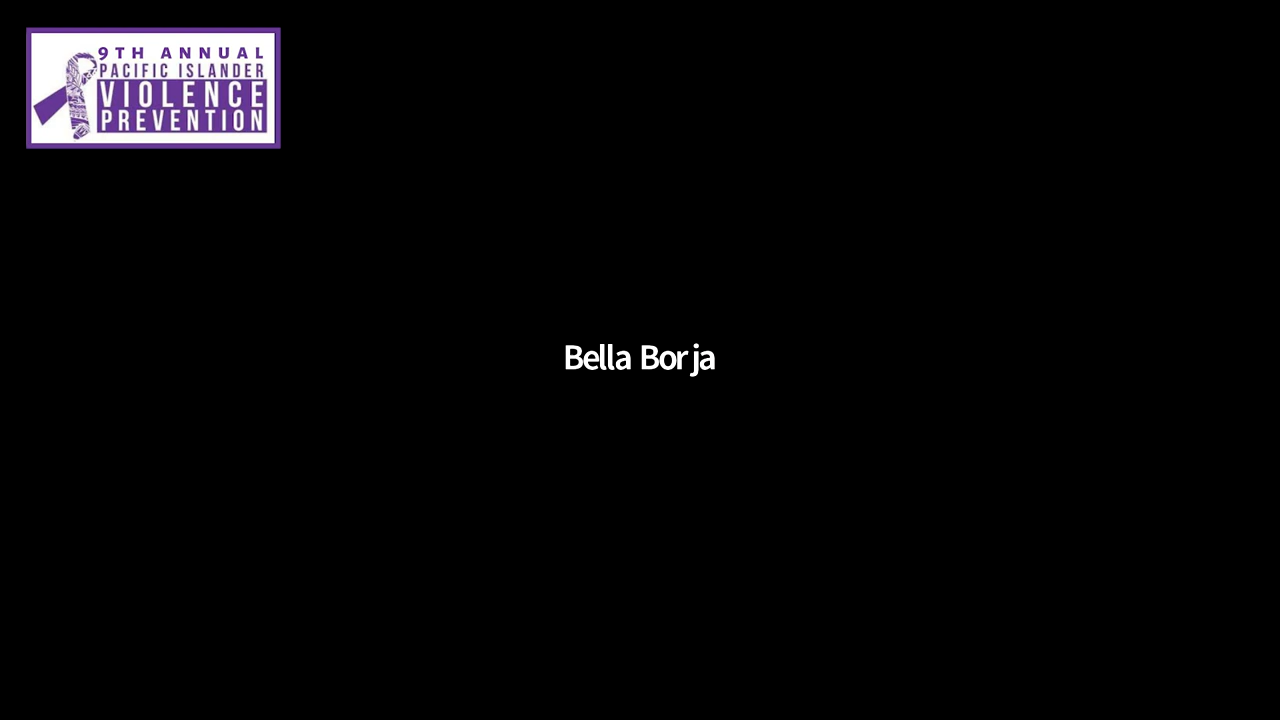 9TH ANNUAL
PACIFIC ISLANDER
VIOLENCE
PREVENTION
Bella Borja